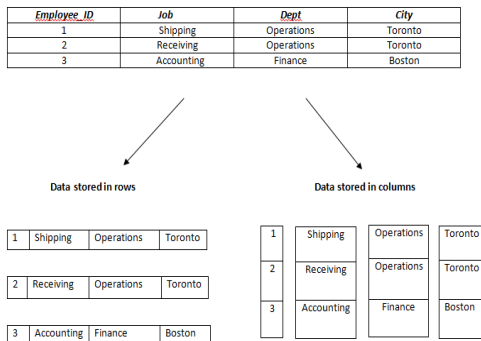 Employee_ID Job Dept City
1 Shipping Operations Toronto
2 Receiving Operations Toronto
3 Accounting Finance Boston
Data stored in rows
Data stored in columns
1 Shipping Operations Toronto
2 Receiving Operations Toronto
3 Accounting Finance Boston
1 Shipping Operations Toronto
2 Receiving Operations Toronto
3 Accounting Finance Boston